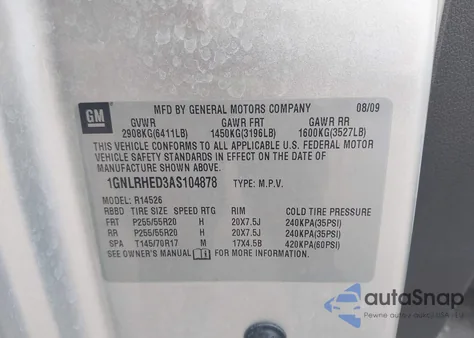 GM
MFD BY GENERAL MOTORS COMPANY 08/09
GVWR GAWR FRT GAWR RR
2908KG(6411LB) 1450KG(3196LB) 1600KG(3527LB)
THIS VEHICLE CONFORMS TO ALL APPLICABLE U.S. FEDERAL MOTOR
VEHICLE SAFETY STANDARDS IN EFFECT ON THE DATE OF
MANUFACTURE SHOWN ABOVE.
1GNLRHED3AS104878 TYPE: M.P.V.
MODEL: R14526
RBBD TIRE SIZE SPEED RTG RIM COLD TIRE PRESSURE
FRT P255/55R20 H 20X7.5J 240KPA(35PSI)
RR P255/55R20 H 20X7.5J 240KPA(35PSI)
SPA T145/70R17 M 17X4.5B 420KPA(60PSI)
SEE OWNER'S MANUAL FOR MORE INFORMATION
autoSnap
Pewne auta z aukcji